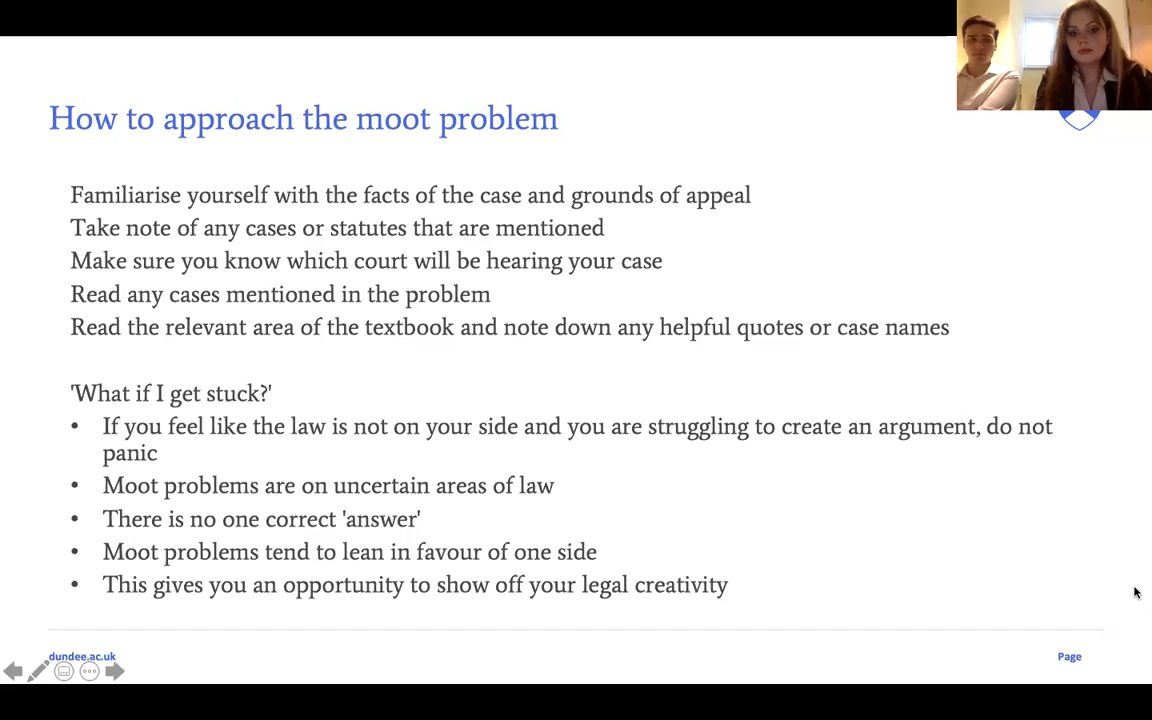 How to approach the moot problem
Familiarise yourself with the facts of the case and grounds of appeal
Take note of any cases or statutes that are mentioned
Make sure you know which court will be hearing your case
Read any cases mentioned in the problem
Read the relevant area of the textbook and note down any helpful quotes or case names
'What if I get stuck?'
• If you feel like the law is not on your side and you are struggling to create an argument, do not
panic
• Moot problems are on uncertain areas of law
• There is no one correct 'answer'
• Moot problems tend to lean in favour of one side
• This gives you an opportunity to show off your legal creativity
dundee.ac.uk
Page